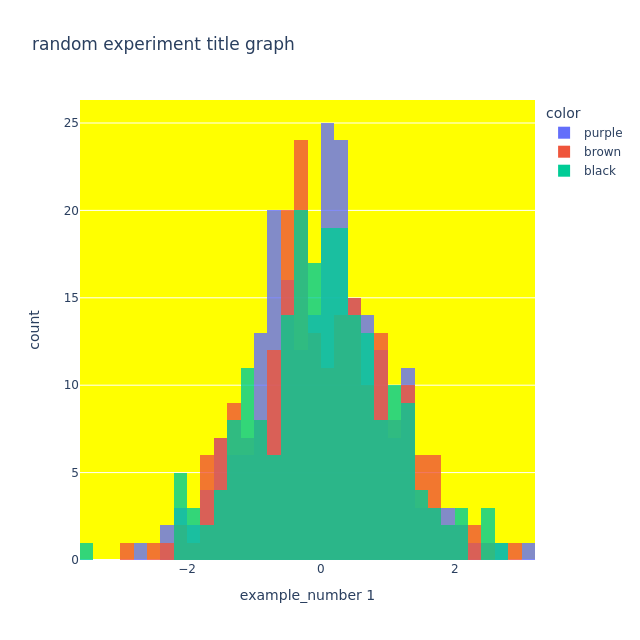 random experiment title graph
color
purple
brown
black
25
20
15
10
5
0
count
−2
0
2
example_number 1